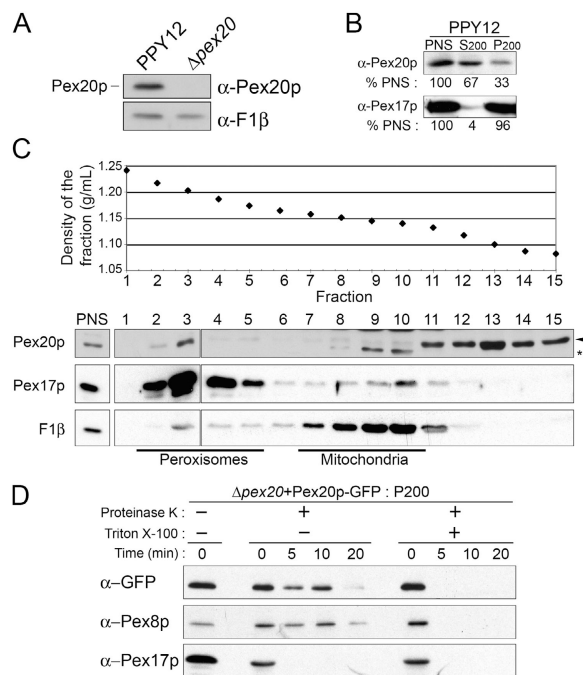 A
PPY12 Δpex20
Pex20p – α-Pex20p
α-F1β
B
PPY12
PNS S200 P200
α-Pex20p
% PNS : 100 67 33
α-Pex17p
% PNS : 100 4 96
C
Density of the fraction (g/mL)
1.25
1.20
1.15
1.10
1.05
1 2 3 4 5 6 7 8 9 10 11 12 13 14 15
Fraction
PNS 1 2 3 4 5 6 7 8 9 10 11 12 13 14 15
Pex20p
*
Pex17p
F1β
Peroxisomes Mitochondria
D
Δpex20+Pex20p-GFP : P200
Proteinase K : – + +
Triton X-100 : – – +
Time (min) : 0 0 5 10 20 0 5 10 20
α–GFP
α–Pex8p
α–Pex17p